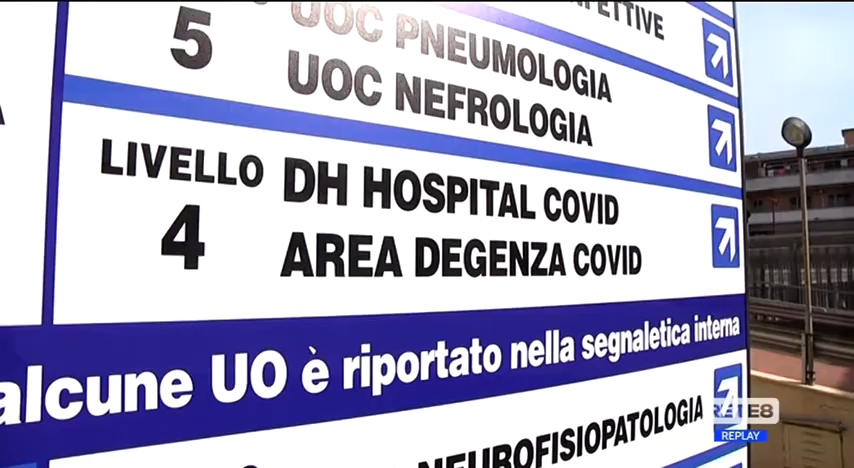 UOC PNEUMOLOGIA
5
UOC NEFROLOGIA
LIVELLO
4
DH HOSPITAL COVID
AREA DEGENZA COVID
alcune UO è riportato nella segnaletica interna
NEUROFISIOPATOLOGIA
RETE8
REPLAY